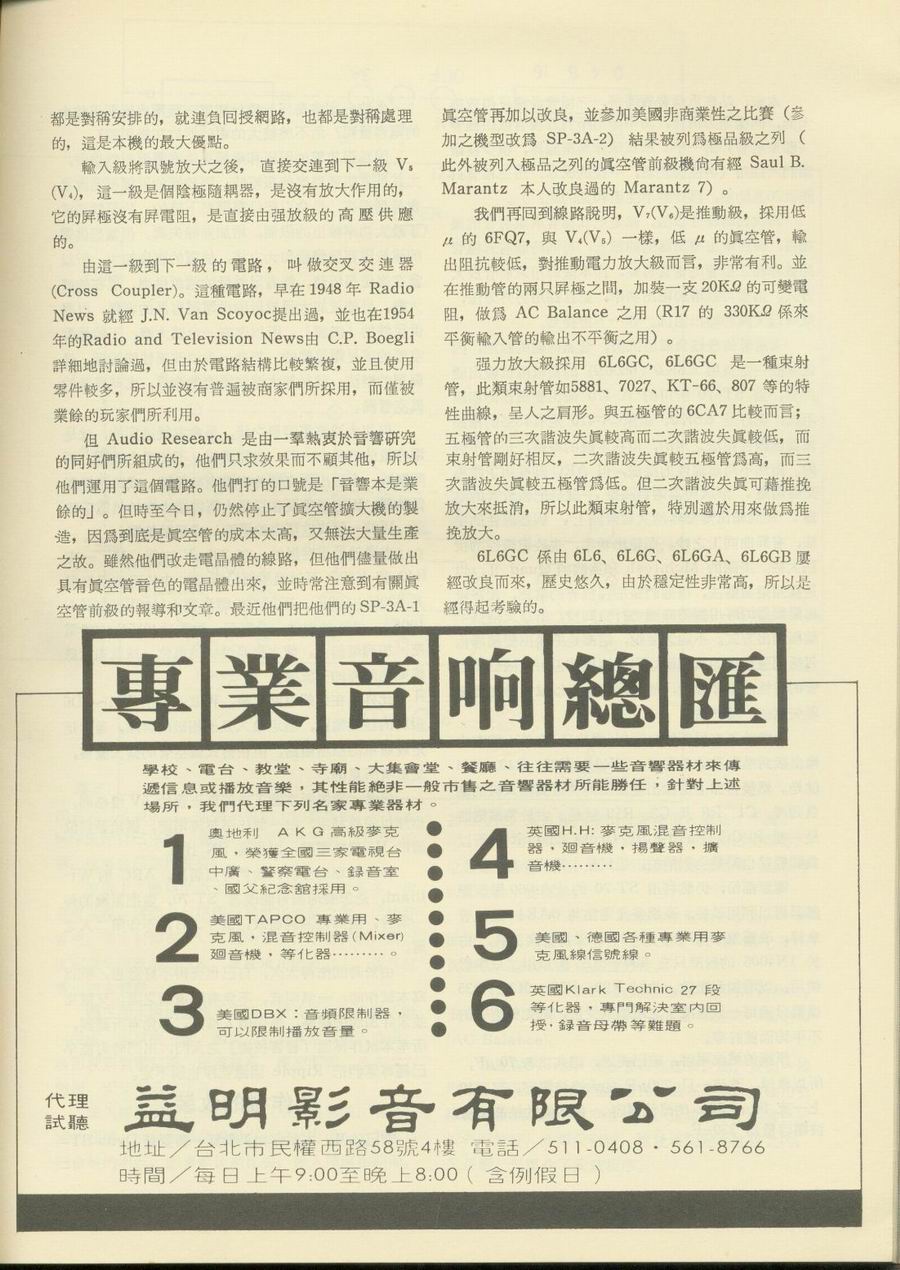 都是對稱安排的，就連負回授網路，也都是對稱處理
的，這是本機的最大優點。
輸入級將訊號放大之後， 直接交連到下一級 V₃
(V₄)，這一級是個陰極隨耦器，是沒有放大作用的，
它的屏極沒有屏電阻，是直接由强放級的高壓供應
的。
由這一級到下一級的電路，叫做交叉交連器
(Cross Coupler)。這種電路，早在1948 年 Radio
News 就經 J.N. Van Scoyoc提出過，並也在1954
年的Radio and Television News由 C.P. Boegli
詳細地討論過，但由於電路結構比較繁複，並且使用
零件較多，所以並沒有普遍被商家們所採用，而僅被
業餘的玩家們所利用。
但 Audio Research 是由一羣熱衷於音響研究
的同好們所組成的，他們只求效果而不顧其他，所以
他們運用了這個電路。他們打的口號是「音響本是業
餘的」。但時至今日，仍然停止了眞空管擴大機的製
造，因爲到底是眞空管的成本太高，又無法大量生產
之故。雖然他們改走電晶體的線路，但他們儘量做出
具有眞空管音色的電晶體出來，並時常注意到有關眞
空管前級的報導和文章。最近他們把他們的 SP-3A-1
眞空管再加以改良，並參加美國非商業性之比賽（參
加之機型改爲 SP-3A-2） 結果被列爲極品級之列（
此外被列入極品之列的眞空管前級機尙有經 Saul B.
Marantz 本人改良過的 Marantz 7）。
我們再回到線路說明，V₇(V₈)是推動級，採用低
μ 的 6FQ7，與 V₄(V₅) 一樣，低 μ 的眞空管，輸
出阻抗較低，對推動電力放大級而言，非常有利。並
在推動管的兩只屏極之間，加裝一支 20KΩ 的可變電
阻，做爲 AC Balance 之用（R17 的 330KΩ 係來
平衡輸入管的輸出不平衡之用）。
强力放大級採用 6L6GC, 6L6GC 是一種束射
管，此類束射管如5881、7027、KT-66、807 等的特
性曲線，呈人之肩形。與五極管的 6CA7 比較而言；
五極管的三次諧波失眞較高而二次諧波失眞較低，而
束射管剛好相反，二次諧波失眞較五極管爲高，而三
次諧波失眞較五極管爲低。但二次諧波失眞可藉推挽
放大來抵消，所以此類束射管，特別適於用來做爲推
挽放大。
6L6GC 係由 6L6、6L6G、6L6GA、6L6GB 屢
經改良而來，歷史悠久，由於穩定性非常高，所以是
經得起考驗的。
專業音响總匯
學校、電台、教堂、寺廟、大集會堂、餐廳、往往需要一些音響器材來傳
遞信息或播放音樂，其性能絕非一般市售之音響器材所能勝任，針對上述
場所，我們代理下列名家專業器材。
1 奧地利 AKG高級麥克
風，榮獲全國三家電視台
中廣、警察電台、錄音室
、國父紀念舘採用。
2 美國TAPCO 專業用、麥
克風，混音控制器(Mixer)
廻音機，等化器………。
3 美國DBX：音頻限制器，
可以限制播放音量。
4 英國H.H: 麥克風混音控制
器，廻音機，揚聲器，擴
音機………
5 美國、德國各種專業用麥
克風線信號線。
6 英國Klark Technic 27 段
等化器，專門解決室內回
授，錄音母帶等難題。
代理
試聽
益明影音有限公司
地址／台北市民權西路58號4樓 電話／511-0408・561-8766
時間／每日上午9:00至晚上8:00（含例假日）